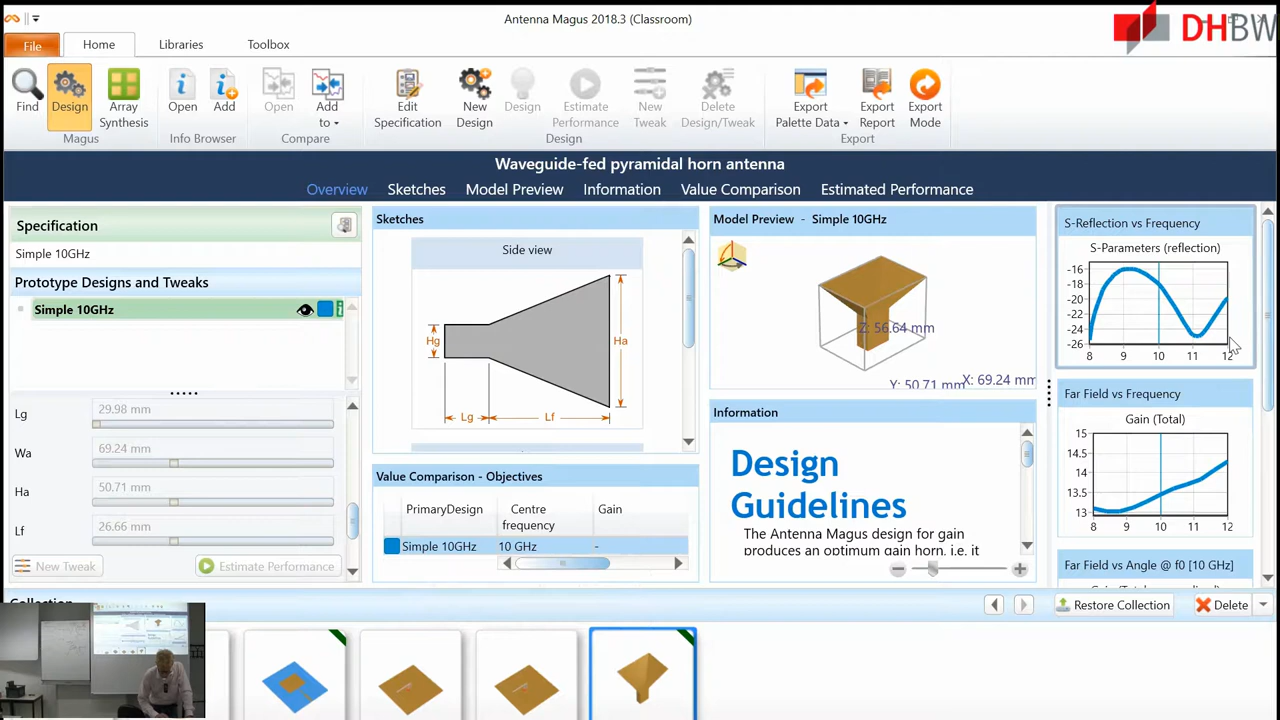 Antenna Magus 2018.3 (Classroom)
DHBW
File
Home
Libraries
Toolbox
Find
Design
Array
Synthesis
Open
Add
Open
Add
to
Edit
Specification
New
Design
Design
Estimate
Performance
New
Tweak
Delete
Design/Tweak
Export
Palette Data
Export
Report
Export
Mode
Magus
Info Browser
Compare
Design
Export
Waveguide-fed pyramidal horn antenna
Overview
Sketches
Model Preview
Information
Value Comparison
Estimated Performance
Specification
Simple 10GHz
Prototype Designs and Tweaks
Simple 10GHz
Lg
29.98 mm
Wa
69.24 mm
Ha
50.71 mm
Lf
26.66 mm
New Tweak
Estimate Performance
Sketches
Side view
Hg
Ha
Lg
Lf
Value Comparison - Objectives
PrimaryDesign
Centre
frequency
Gain
Simple 10GHz
10 GHz
-
Model Preview - Simple 10GHz
Z: 56.64 mm
Y: 50.71 mm
X: 69.24 mm
Information
Design
Guidelines
The Antenna Magus design for gain
produces an optimum gain horn, i.e. it
S-Reflection vs Frequency
S-Parameters (reflection)
-16
-18
-20
-22
-24
-26
8 9 10 11 12
Far Field vs Frequency
Gain (Total)
15
14.5
14
13.5
13
8 9 10 11 12
Far Field vs Angle @ f0 [10 GHz]
Restore Collection
Delete